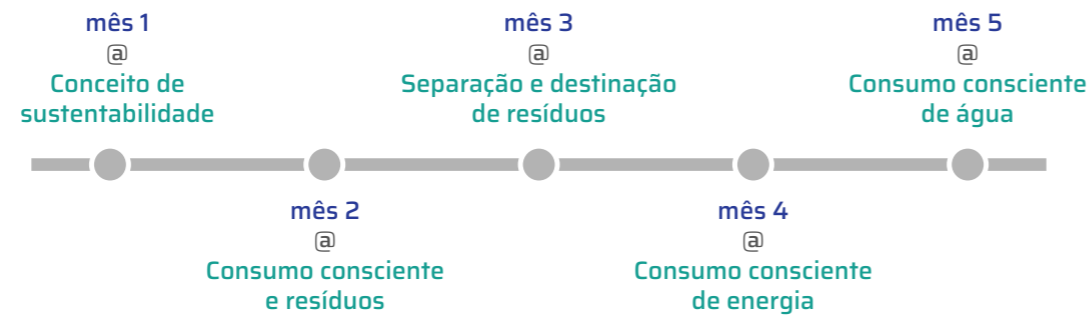 mês 1
@
Conceito de
sustentabilidade
mês 2
@
Consumo consciente
e resíduos
mês 3
@
Separação e destinação
de resíduos
mês 4
@
Consumo consciente
de energia
mês 5
@
Consumo consciente
de água